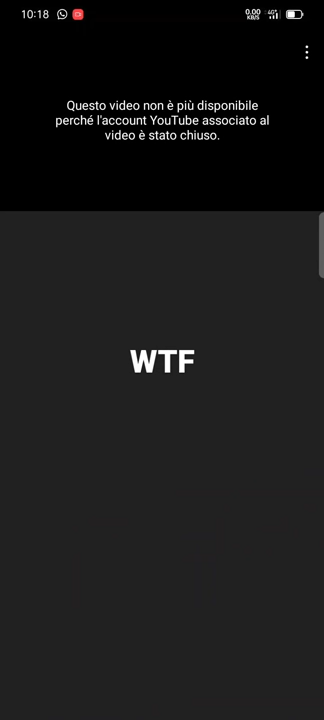 10:18
0.00
KB/S
4G
Questo video non è più disponibile
perché l'account YouTube associato al
video è stato chiuso.
WTF